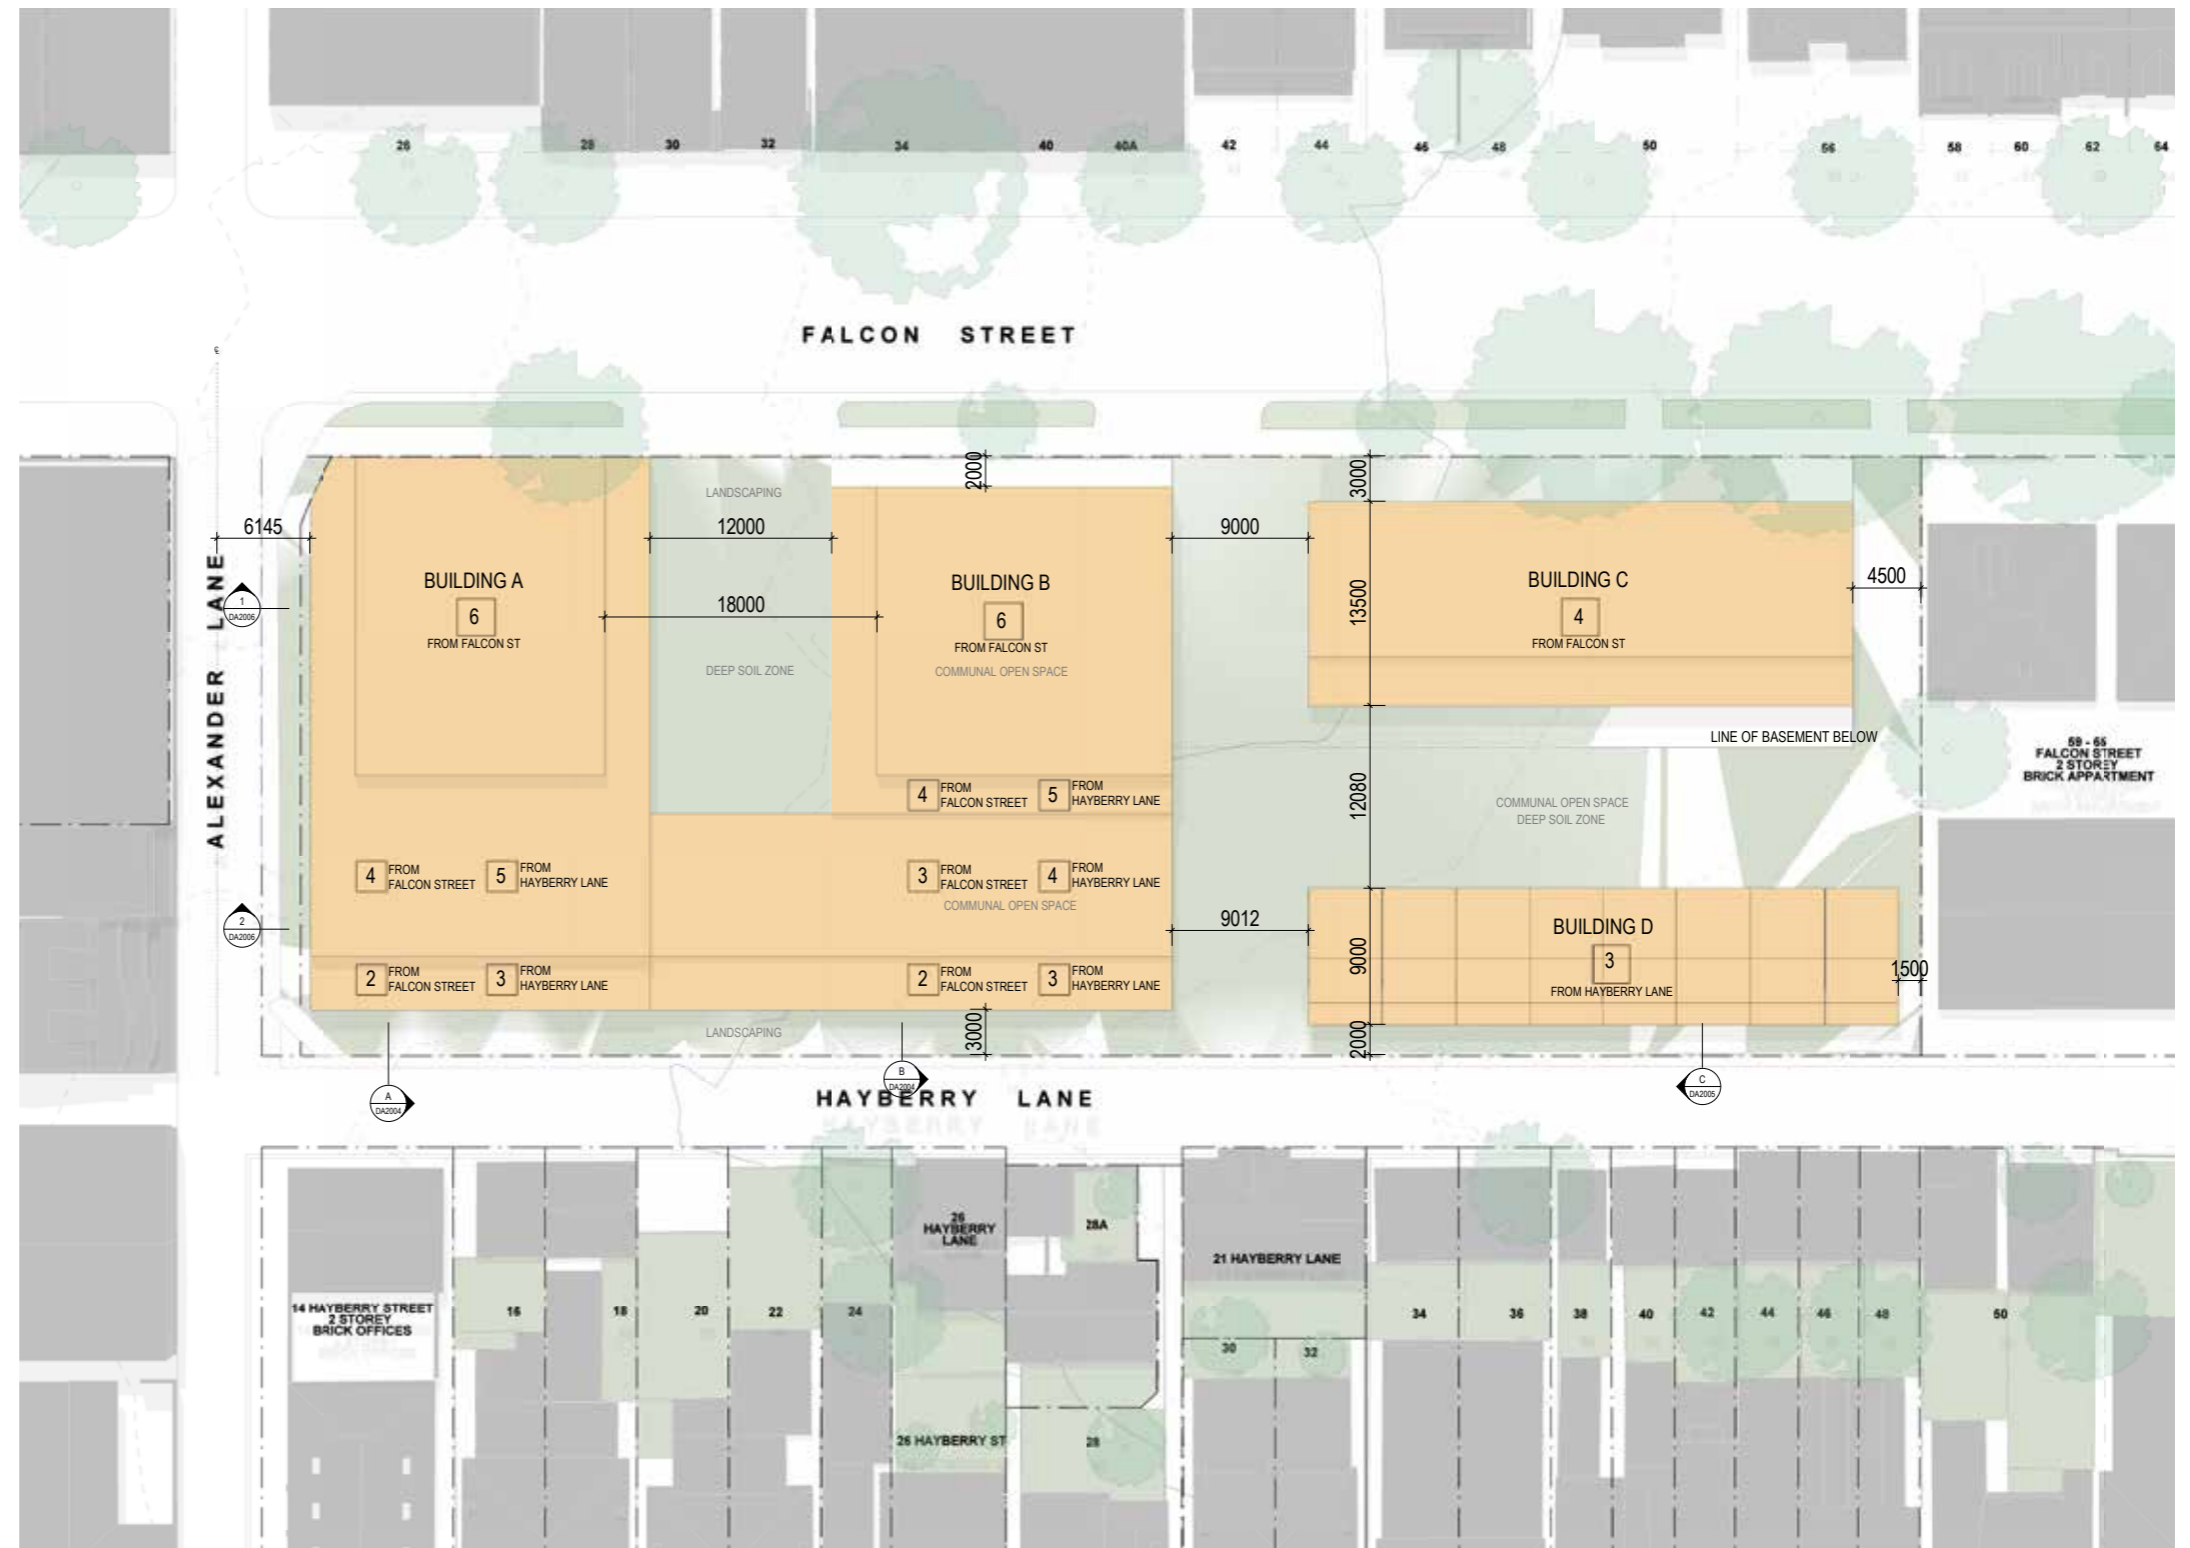 26 28 30 32 34 40 40A 42 44 46 48 50 56 58 60 62 64
FALCON STREET
2000
3000
LANDSCAPING
6145
12000
9000
BUILDING A
6
FROM FALCON ST
18000
BUILDING B
6
FROM FALCON ST
COMMUNAL OPEN SPACE
BUILDING C
4
FROM FALCON ST
13500
4500
ALEXANDER LANE
1
DA2006
DEEP SOIL ZONE
LINE OF BASEMENT BELOW
59 - 65
FALCON STREET
2 STOREY
BRICK APPARTMENT
4 FROM
FALCON STREET
5 FROM
HAYBERRY LANE
12080
COMMUNAL OPEN SPACE
DEEP SOIL ZONE
4 FROM
FALCON STREET
5 FROM
HAYBERRY LANE
3 FROM
FALCON STREET
4 FROM
HAYBERRY LANE
COMMUNAL OPEN SPACE
2
DA2006
9012
BUILDING D
3
FROM HAYBERRY LANE
9000
1500
2 FROM
FALCON STREET
3 FROM
HAYBERRY LANE
2 FROM
FALCON STREET
3 FROM
HAYBERRY LANE
LANDSCAPING
3000
2000
A
DA2004
B
DA2004
C
DA2005
HAYBERRY LANE
26
HAYBERRY
LANE
28A
21 HAYBERRY LANE
14 HAYBERRY STREET
2 STOREY
BRICK OFFICES
16 18 20 22 24
34 36 38 40 42 44 46 48 50
30 32
26 HAYBERRY ST
28